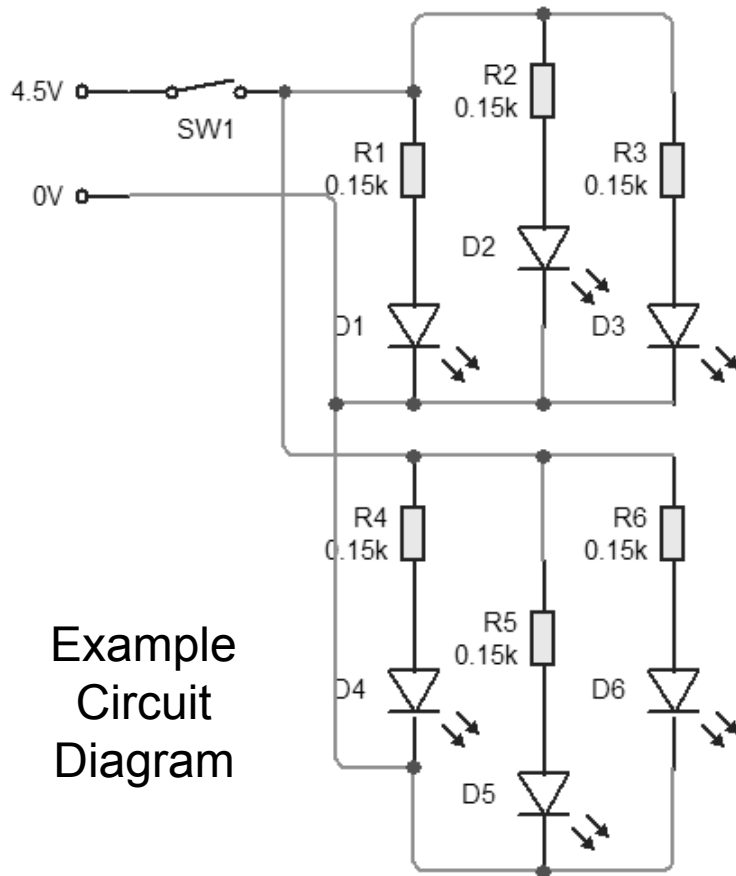 4.5V
SW1
0V
R1
0.15k
R2
0.15k
R3
0.15k
D1
D2
D3
R4
0.15k
R5
0.15k
R6
0.15k
D4
D5
D6
Example
Circuit
Diagram